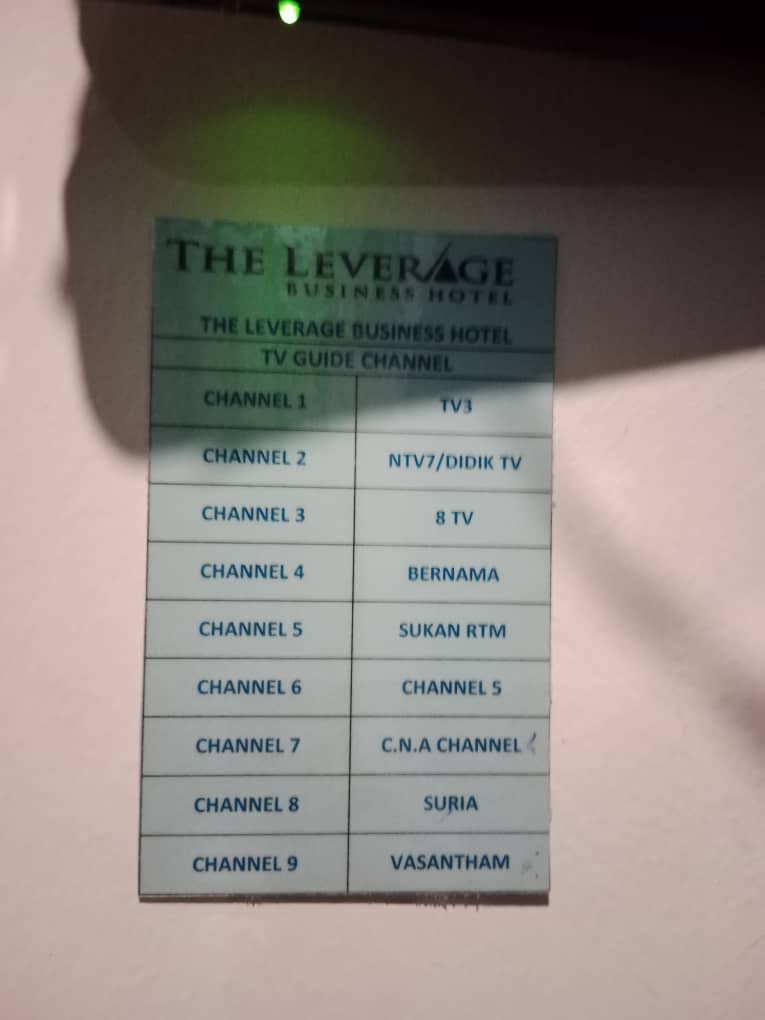 THE LEVERAGE
BUSINESS HOTEL
THE LEVERAGE BUSINESS HOTEL
TV GUIDE CHANNEL
CHANNEL 1 TV3
CHANNEL 2 NTV7/DIDIK TV
CHANNEL 3 8 TV
CHANNEL 4 BERNAMA
CHANNEL 5 SUKAN RTM
CHANNEL 6 CHANNEL 5
CHANNEL 7 C.N.A CHANNEL
CHANNEL 8 SURIA
CHANNEL 9 VASANTHAM